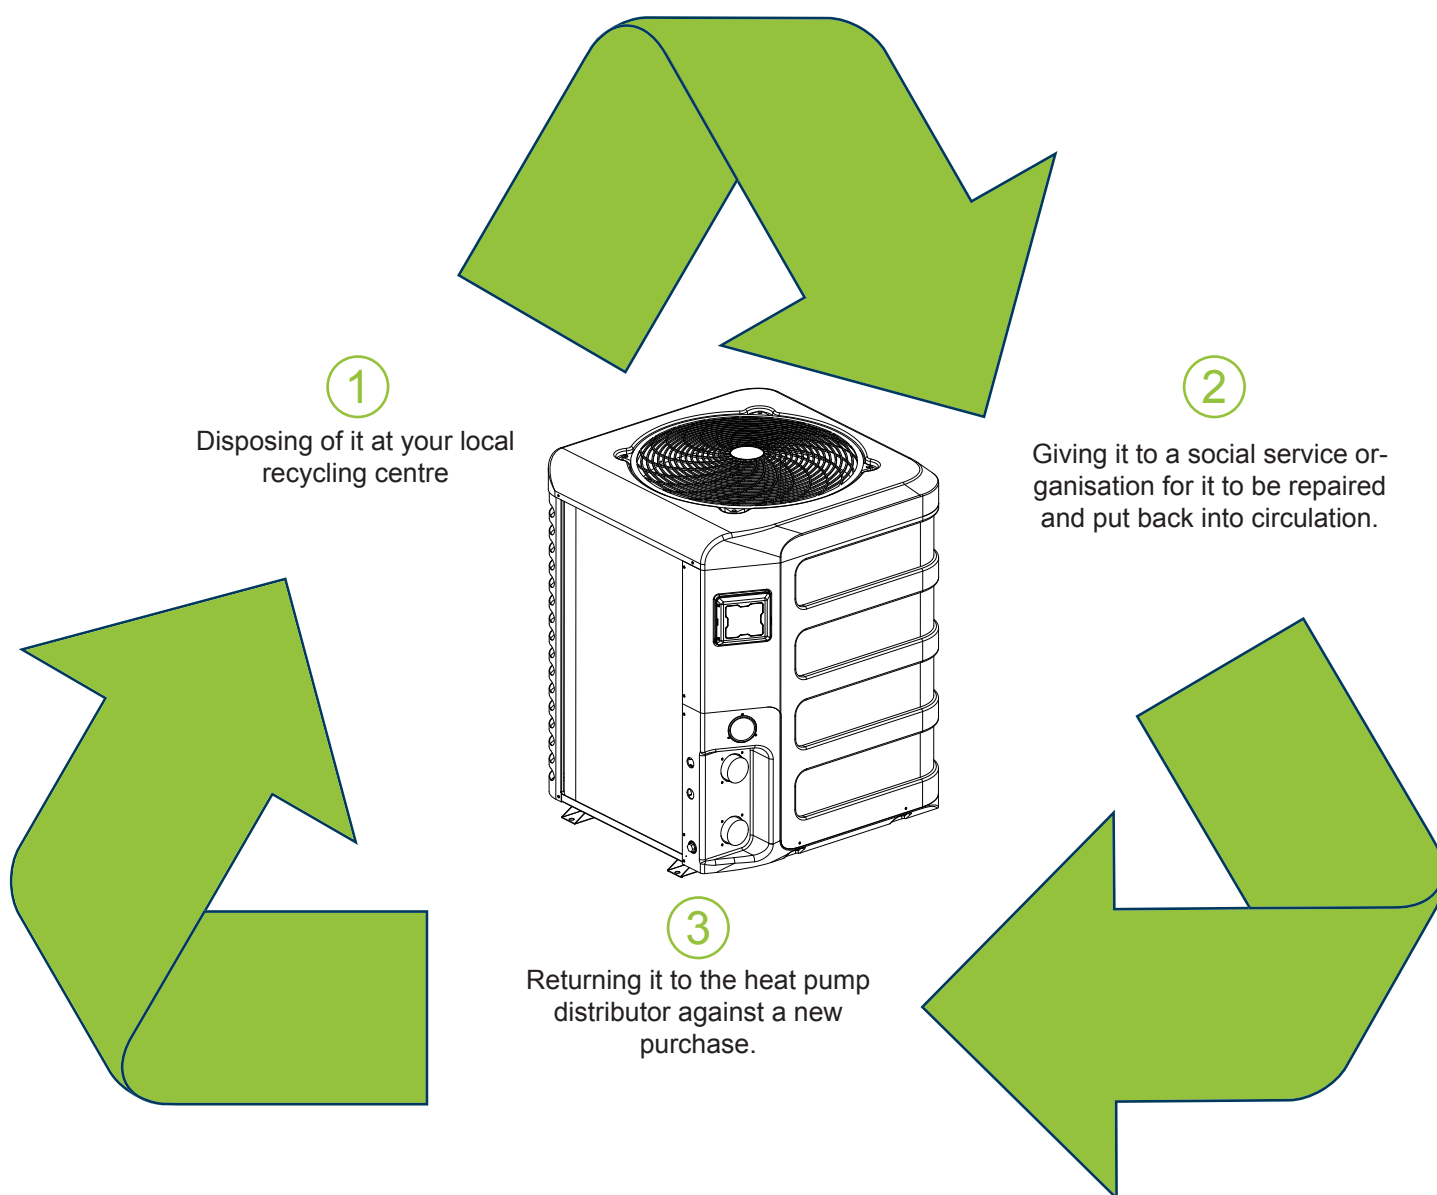 1
Disposing of it at your local
recycling centre
2
Giving it to a social service or-
ganisation for it to be repaired
and put back into circulation.
3
Returning it to the heat pump
distributor against a new
purchase.